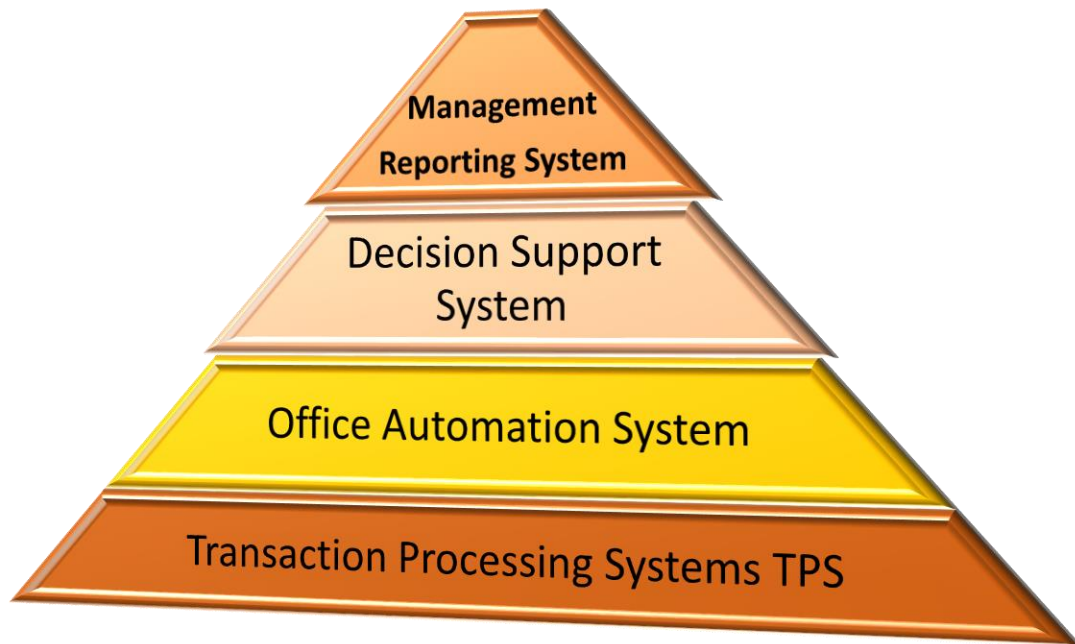 Management
Reporting System
Decision Support
System
Office Automation System
Transaction Processing Systems TPS